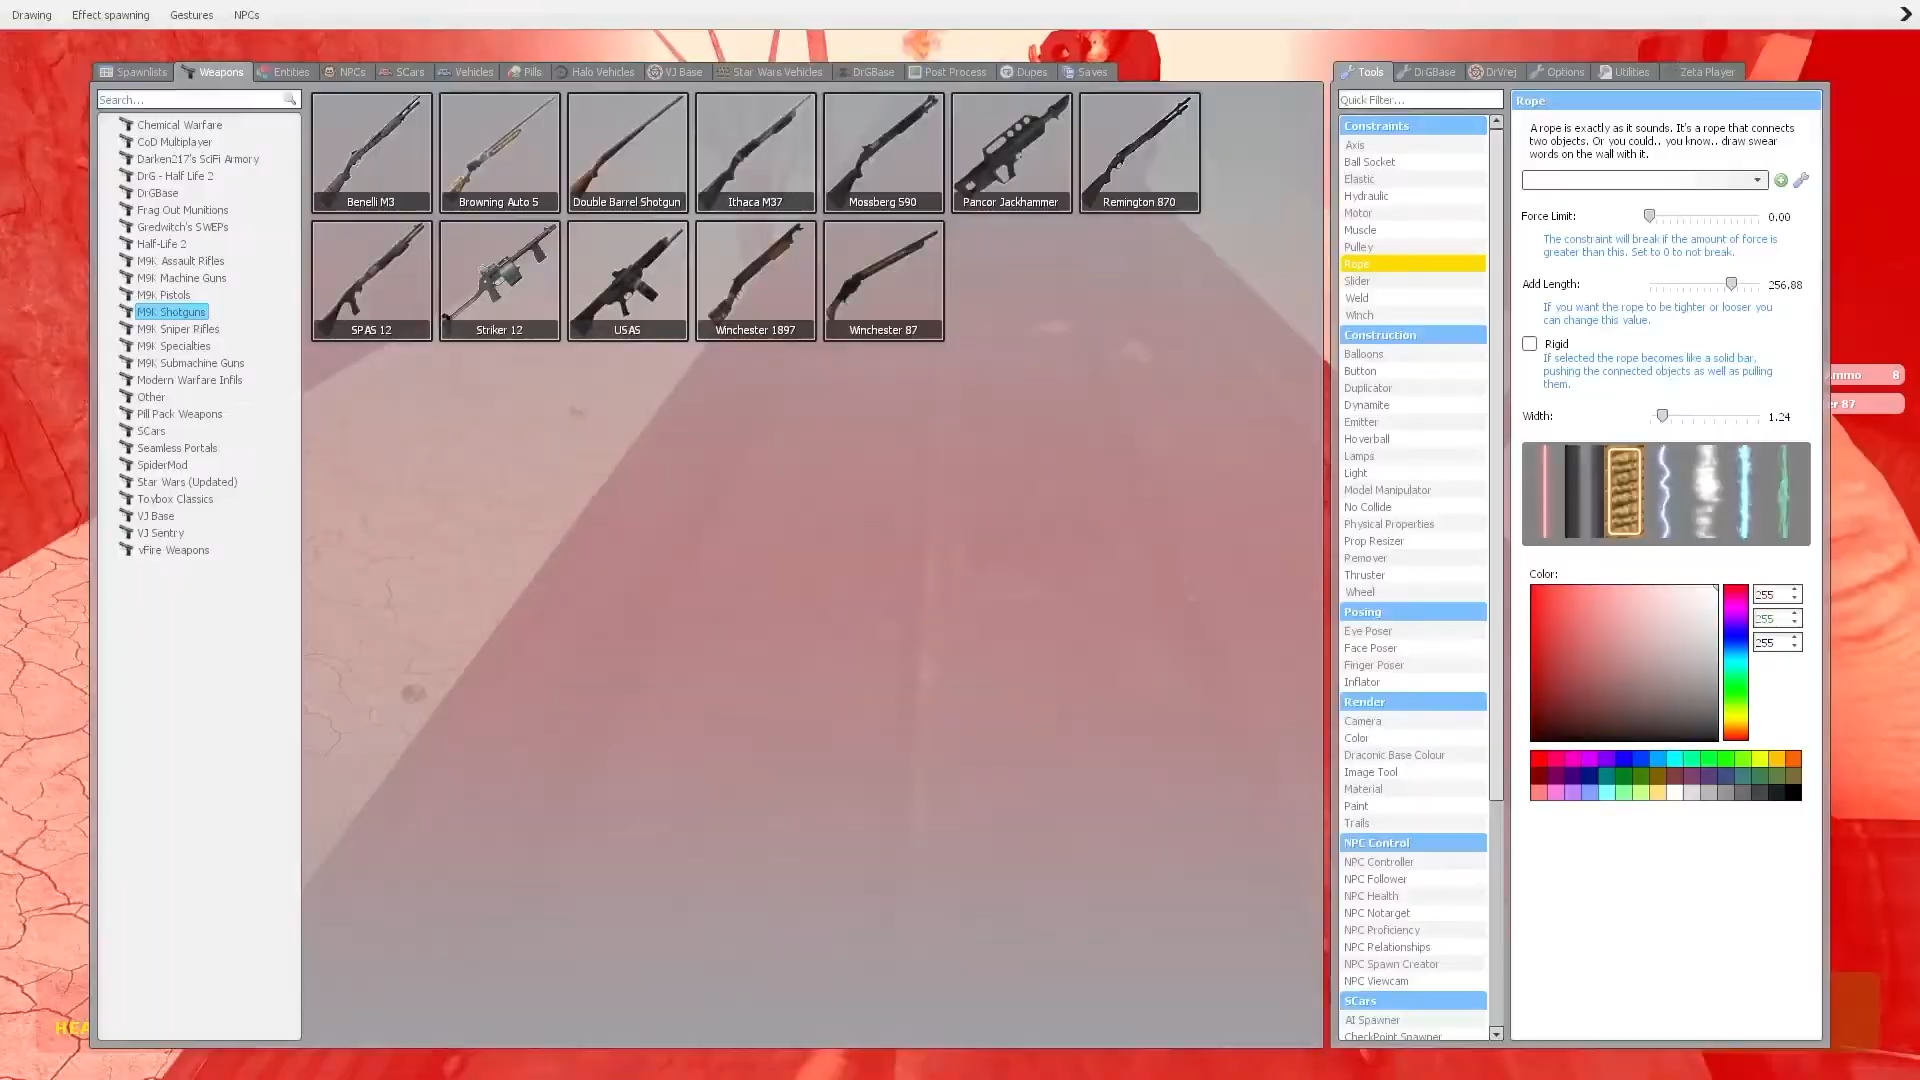 Drawing Effect spawning Gestures NPCs
Spawnlists Weapons Entities NPCs SCars Vehicles Pills Halo Vehicles VJ Base Star Wars Vehicles DrGBase Post Process Dupes Saves
Search...
Chemical Warfare
CoD Multiplayer
Darken217's SciFi Armory
DrG - Half Life 2
DrGBase
Frag Out Munitions
Gredwitch's SWEPs
Half-Life 2
M9K Assault Rifles
M9K Machine Guns
M9K Pistols
M9K Shotguns
M9K Sniper Rifles
M9K Specialties
M9K Submachine Guns
Modern Warfare Infils
Other
Pill Pack Weapons
SCars
Seamless Portals
SpiderMod
Star Wars (Updated)
Toybox Classics
VJ Base
VJ Sentry
vFire Weapons
Benelli M3 Browning Auto 5 Double Barrel Shotgun Ithaca M37 Mossberg 590 Pancor Jackhammer Remington 870
SPAS 12 Striker 12 USAS Winchester 1897 Winchester 87
Tools DrGBase DrVrej Options Utilities Zeta Player
Quick Filter...
Constraints
Axis
Ball Socket
Elastic
Hydraulic
Motor
Muscle
Pulley
Rope
Slider
Weld
Winch
Construction
Balloons
Button
Duplicator
Dynamite
Emitter
Hoverball
Lamps
Light
Model Manipulator
No Collide
Physical Properties
Prop Resizer
Remover
Thruster
Wheel
Posing
Eye Poser
Face Poser
Finger Poser
Inflator
Render
Camera
Color
Draconic Base Colour
Image Tool
Material
Paint
Trails
NPC Control
NPC Controller
NPC Follower
NPC Health
NPC Notarget
NPC Proficiency
NPC Relationships
NPC Spawn Creator
NPC Viewcam
SCars
AI Spawner
CheckPoint Spawner
Rope
A rope is exactly as it sounds. It's a rope that connects
two objects. Or you could.. you know.. draw swear
words on the wall with it.
Force Limit: 0.00
The constraint will break if the amount of force is
greater than this. Set to 0 to not break.
Add Length: 256.88
If you want the rope to be tighter or looser you
can change this value.
Rigid
If selected the rope becomes like a solid bar,
pushing the connected objects as well as pulling
them.
Width: 1.24
Color:
255
255
255
mmo 8
er 87
HEA